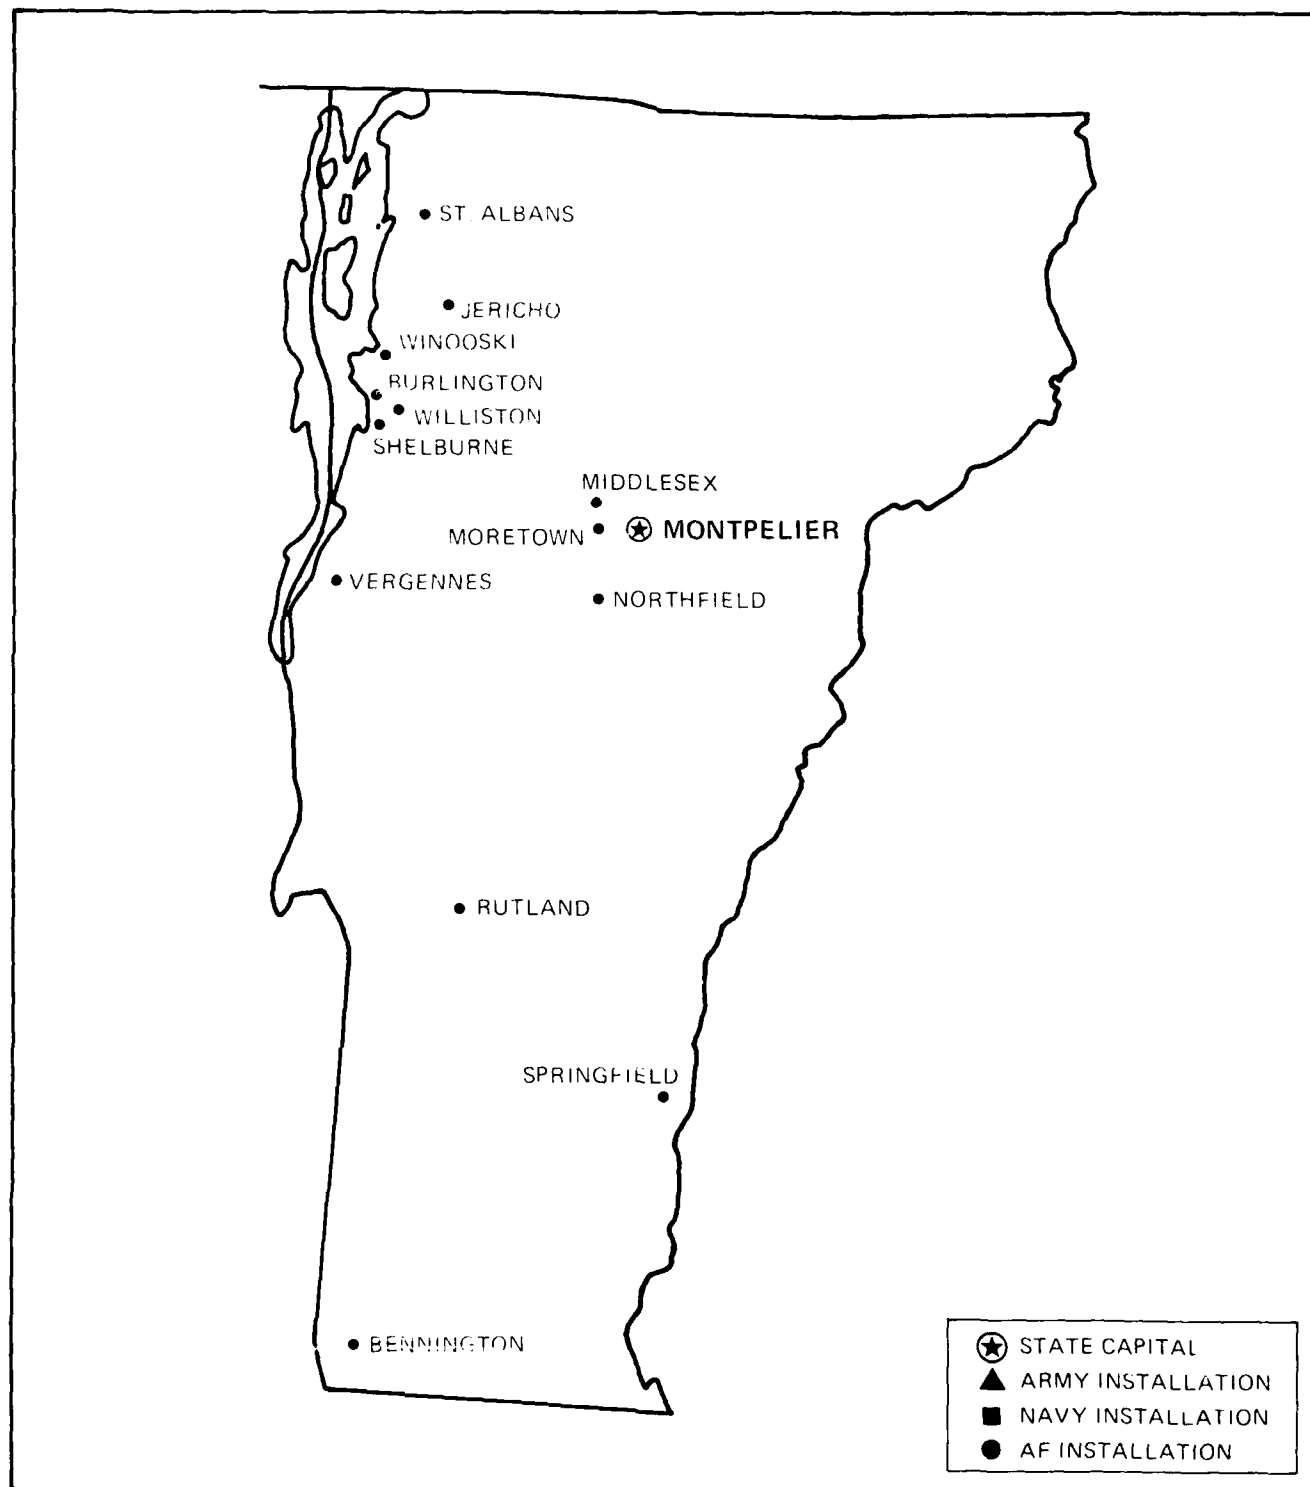 ST. ALBANS
JERICHO
WINOOSKI
BURLINGTON
WILLISTON
SHELBURNE
MIDDLESEX
MORETOWN
MONTPELIER
VERGENNES
NORTHFIELD
RUTLAND
SPRINGFIELD
BENNINGTON
STATE CAPITAL
ARMY INSTALLATION
NAVY INSTALLATION
AF INSTALLATION